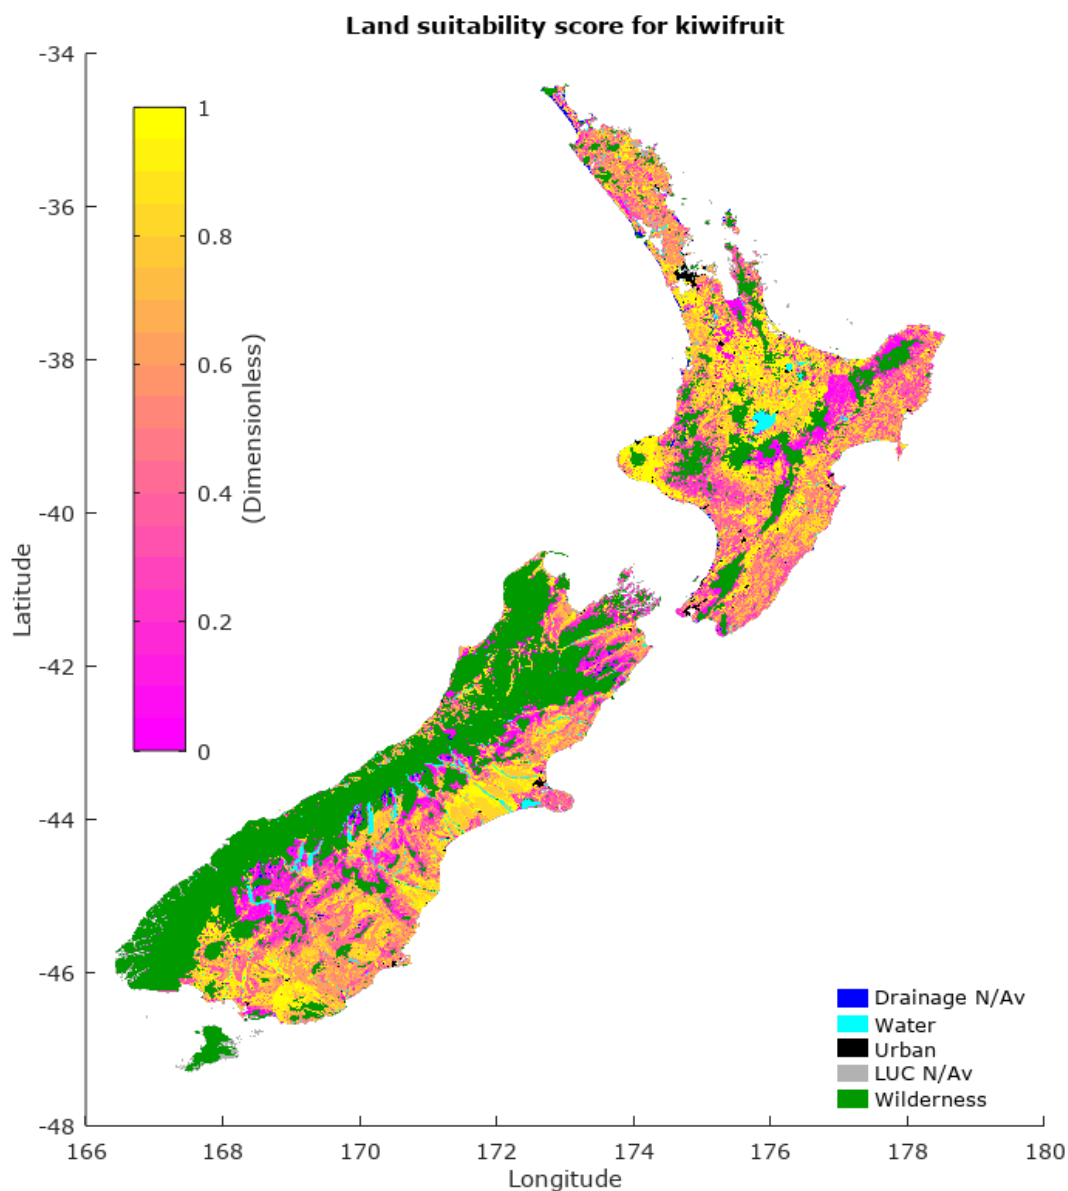 Land suitability score for kiwifruit
-34
-36
-38
-40
-42
-44
-46
-48
Latitude
1
0.8
0.6
0.4
0.2
0
(Dimensionless)
Drainage N/Av
Water
Urban
LUC N/Av
Wilderness
166
168
170
172
174
176
178
180
Longitude